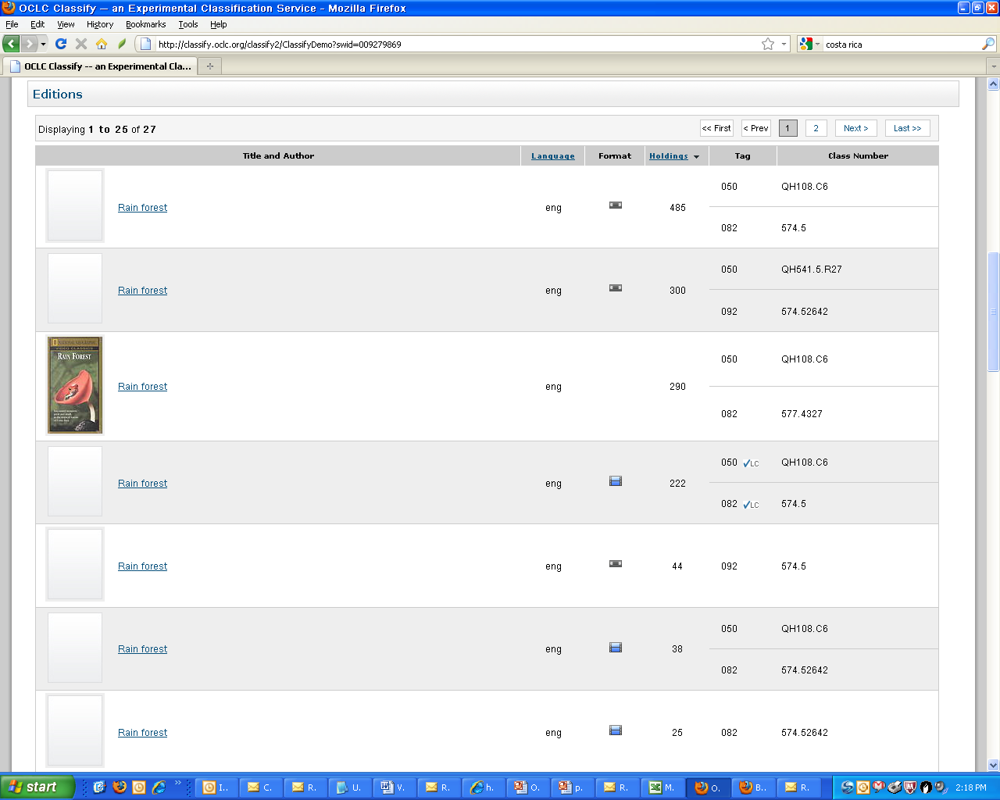 OCLC Classify — an Experimental Classification Service - Mozilla Firefox
File Edit View History Bookmarks Tools Help
http://classify.oclc.org/classify2/ClassifyDemo?swid=009279869 costa rica
OCLC Classify -- an Experimental Cla...
Editions
Displaying 1 to 25 of 27 << First < Prev 1 2 Next > Last >>
Title and Author Language Format Holdings Tag Class Number
050 QH108.C6
Rain forest eng 485
082 574.5
050 QH541.5.R27
Rain forest eng 300
092 574.52642
RAIN FOREST
050 QH108.C6
Rain forest eng 290
082 577.4327
050 LC QH108.C6
Rain forest eng 222
082 LC 574.5
Rain forest eng 44 092 574.5
050 QH108.C6
Rain forest eng 38
082 574.52642
Rain forest eng 25 082 574.52642
start I.. C. R. U. V. R. h. O. p. R. M. O. B.. R. 2:18 PM